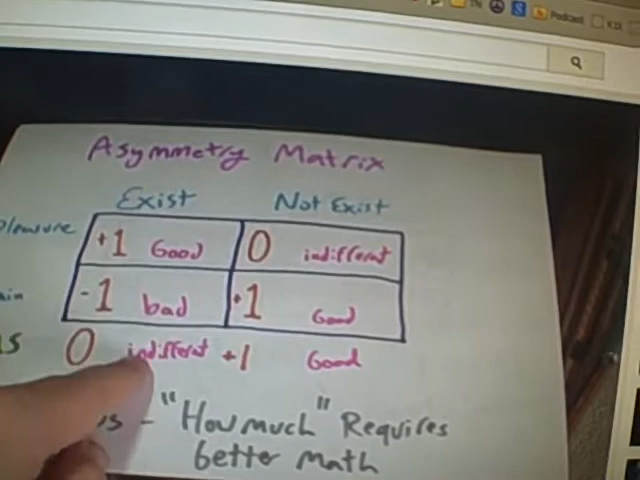 Podcast
Asymmetry Matrix
Exist Not Exist
Pleasure +1 Good 0 indifferent
-1 bad +1 Good
0 indifferent +1 Good
- "How much" Requires
better math